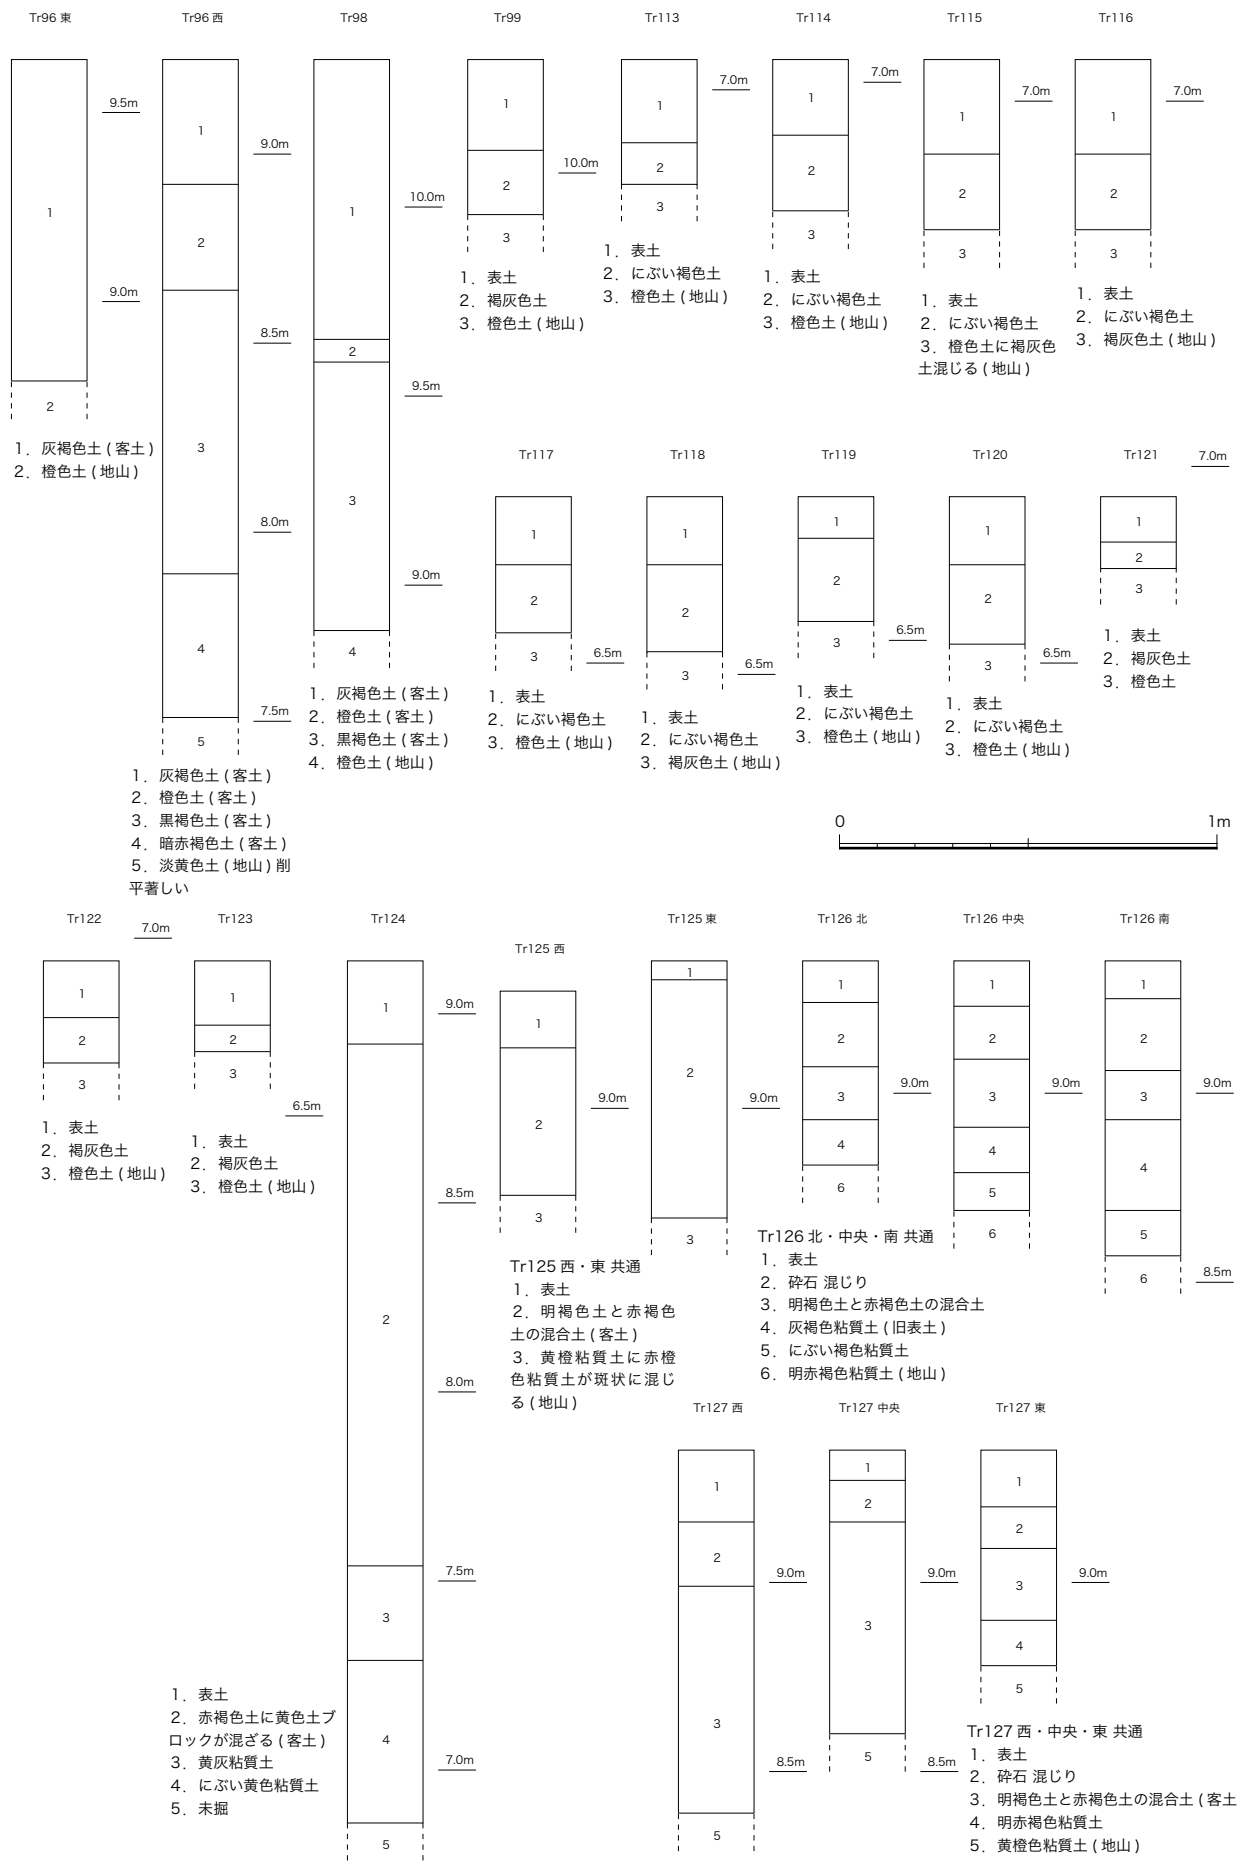 Tr96 東
Tr96 西
Tr98
Tr99
Tr113
Tr114
Tr115
Tr116
1
9.5m
9.0m
2
1．灰褐色土 ( 客土 )
2．橙色土 ( 地山 )
1
9.0m
2
8.5m
3
8.0m
4
7.5m
5
1．灰褐色土 ( 客土 )
2．橙色土 ( 客土 )
3．黒褐色土 ( 客土 )
4．暗赤褐色土 ( 客土 )
5．淡黄色土 ( 地山 ) 削
平著しい
1
10.0m
2
9.5m
3
9.0m
4
1．灰褐色土 ( 客土 )
2．橙色土 ( 客土 )
3．黒褐色土 ( 客土 )
4．橙色土 ( 地山 )
1
10.0m
2
3
1．表土
2．褐灰色土
3．橙色土 ( 地山 )
7.0m
1
2
3
1．表土
2．にぶい褐色土
3．橙色土 ( 地山 )
7.0m
1
2
3
1．表土
2．にぶい褐色土
3．橙色土 ( 地山 )
7.0m
1
2
3
1．表土
2．にぶい褐色土
3．橙色土に褐灰色
土混じる ( 地山 )
7.0m
1
2
3
1．表土
2．にぶい褐色土
3．褐灰色土 ( 地山 )
Tr117
1
2
3
6.5m
1．表土
2．にぶい褐色土
3．橙色土 ( 地山 )
Tr118
1
2
3
6.5m
1．表土
2．にぶい褐色土
3．褐灰色土 ( 地山 )
Tr119
1
2
3
6.5m
1．表土
2．にぶい褐色土
3．橙色土 ( 地山 )
Tr120
1
2
3
6.5m
1．表土
2．にぶい褐色土
3．橙色土 ( 地山 )
Tr121
7.0m
1
2
3
1．表土
2．褐灰色土
3．橙色土
0
1m
Tr122
7.0m
1
2
3
1．表土
2．褐灰色土
3．橙色土 ( 地山 )
Tr123
1
2
3
6.5m
1．表土
2．褐灰色土
3．橙色土 ( 地山 )
Tr124
1
9.0m
8.5m
2
8.0m
7.5m
3
4
7.0m
5
1．表土
2．赤褐色土に黄色土ブ
ロックが混ざる ( 客土 )
3．黄灰粘質土
4．にぶい黄色粘質土
5．未掘
Tr125 西
1
9.0m
2
3
Tr125 東
1
2
9.0m
3
Tr125 西・東 共通
1．表土
2．明褐色土と赤褐色
土の混合土 ( 客土 )
3．黄橙粘質土に赤橙
色粘質土が斑状に混じ
る ( 地山 )
Tr126 北
1
2
9.0m
3
4
6
Tr126 中央
1
2
9.0m
3
4
5
6
Tr126 南
1
2
9.0m
3
4
5
6
8.5m
Tr126 北・中央・南 共通
1．表土
2．砕石 混じり
3．明褐色土と赤褐色土の混合土
4．灰褐色粘質土 ( 旧表土 )
5．にぶい褐色粘質土
6．明赤褐色粘質土 ( 地山 )
Tr127 西
1
2
9.0m
3
8.5m
5
Tr127 中央
1
2
9.0m
3
5
8.5m
Tr127 東
1
2
9.0m
3
4
5
Tr127 西・中央・東 共通
1．表土
2．砕石 混じり
3．明褐色土と赤褐色土の混合土 ( 客土
4．明赤褐色粘質土
5．黄橙色粘質土 ( 地山 )